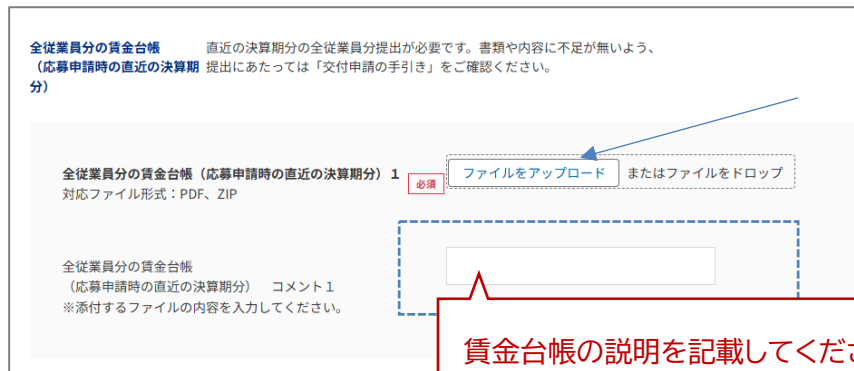 全従業員分の賃金台帳
（応募申請時の直近の決算期
分）
直近の決算期分の全従業員分提出が必要です。書類や内容に不足が無いよう、
提出にあたっては「交付申請の手引き」をご確認ください。
全従業員分の賃金台帳（応募申請時の直近の決算期分）１
必須
対応ファイル形式：PDF、ZIP
ファイルをアップロード
またはファイルをドロップ
全従業員分の賃金台帳
（応募申請時の直近の決算期分）　コメント１
※添付するファイルの内容を入力してください。
賃金台帳の説明を記載してくださ